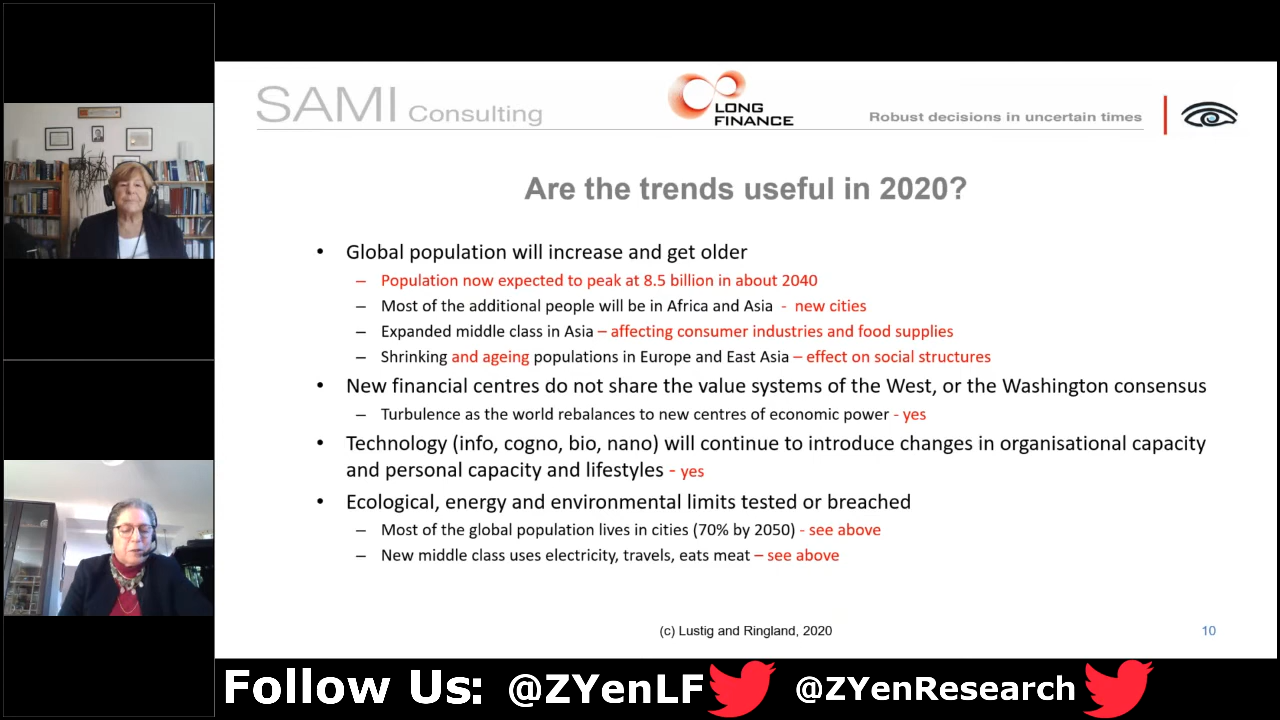 SAMI Consulting
LONG
FINANCE
Robust decisions in uncertain times
Are the trends useful in 2020?
• Global population will increase and get older
– Population now expected to peak at 8.5 billion in about 2040
– Most of the additional people will be in Africa and Asia - new cities
– Expanded middle class in Asia – affecting consumer industries and food supplies
– Shrinking and ageing populations in Europe and East Asia – effect on social structures
• New financial centres do not share the value systems of the West, or the Washington consensus
– Turbulence as the world rebalances to new centres of economic power - yes
• Technology (info, cogno, bio, nano) will continue to introduce changes in organisational capacity
and personal capacity and lifestyles - yes
• Ecological, energy and environmental limits tested or breached
– Most of the global population lives in cities (70% by 2050) - see above
– New middle class uses electricity, travels, eats meat – see above
(c) Lustig and Ringland, 2020
10
Follow Us: @ZYenLF @ZYenResearch